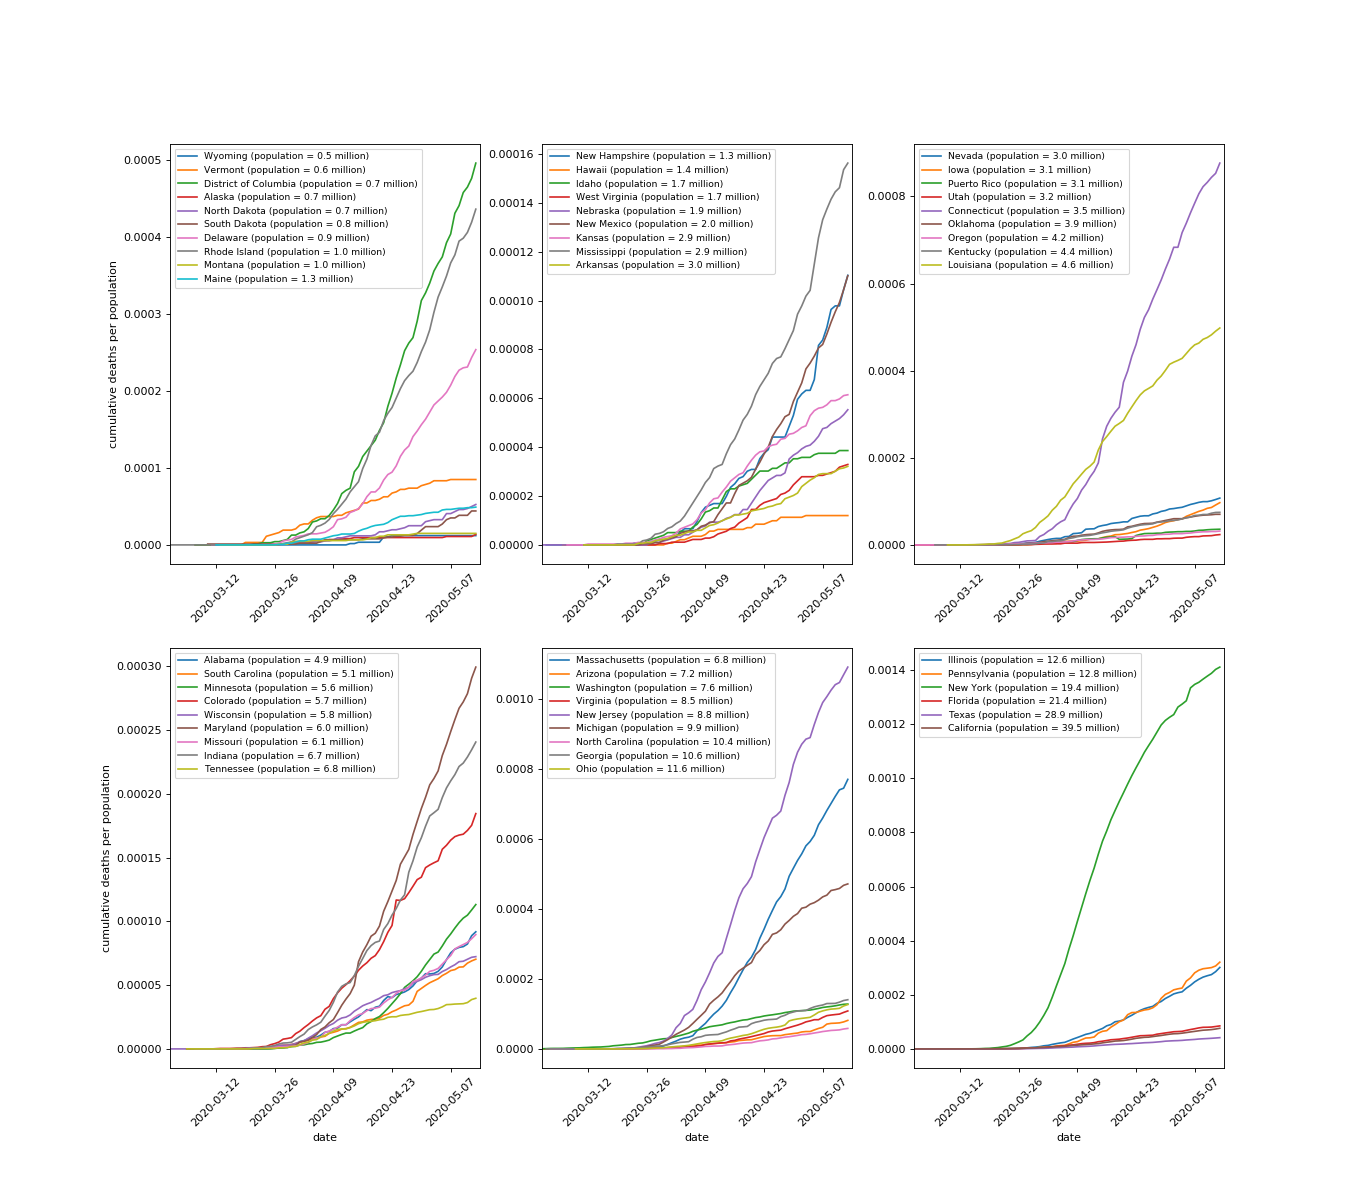 0.0005
0.0004
0.0003
0.0002
0.0001
0.0000
cumulative deaths per population
Wyoming (population = 0.5 million)
Vermont (population = 0.6 million)
District of Columbia (population = 0.7 million)
Alaska (population = 0.7 million)
North Dakota (population = 0.7 million)
South Dakota (population = 0.8 million)
Delaware (population = 0.9 million)
Rhode Island (population = 1.0 million)
Montana (population = 1.0 million)
Maine (population = 1.3 million)
2020-03-12
2020-03-26
2020-04-09
2020-04-23
2020-05-07
0.00016
0.00014
0.00012
0.00010
0.00008
0.00006
0.00004
0.00002
0.00000
New Hampshire (population = 1.3 million)
Hawaii (population = 1.4 million)
Idaho (population = 1.7 million)
West Virginia (population = 1.7 million)
Nebraska (population = 1.9 million)
New Mexico (population = 2.0 million)
Kansas (population = 2.9 million)
Mississippi (population = 2.9 million)
Arkansas (population = 3.0 million)
2020-03-12
2020-03-26
2020-04-09
2020-04-23
2020-05-07
0.0008
0.0006
0.0004
0.0002
0.0000
Nevada (population = 3.0 million)
Iowa (population = 3.1 million)
Puerto Rico (population = 3.1 million)
Utah (population = 3.2 million)
Connecticut (population = 3.5 million)
Oklahoma (population = 3.9 million)
Oregon (population = 4.2 million)
Kentucky (population = 4.4 million)
Louisiana (population = 4.6 million)
2020-03-12
2020-03-26
2020-04-09
2020-04-23
2020-05-07
0.00030
0.00025
0.00020
0.00015
0.00010
0.00005
0.00000
cumulative deaths per population
Alabama (population = 4.9 million)
South Carolina (population = 5.1 million)
Minnesota (population = 5.6 million)
Colorado (population = 5.7 million)
Wisconsin (population = 5.8 million)
Maryland (population = 6.0 million)
Missouri (population = 6.1 million)
Indiana (population = 6.7 million)
Tennessee (population = 6.8 million)
2020-03-12
2020-03-26
2020-04-09
2020-04-23
2020-05-07
date
0.0010
0.0008
0.0006
0.0004
0.0002
0.0000
Massachusetts (population = 6.8 million)
Arizona (population = 7.2 million)
Washington (population = 7.6 million)
Virginia (population = 8.5 million)
New Jersey (population = 8.8 million)
Michigan (population = 9.9 million)
North Carolina (population = 10.4 million)
Georgia (population = 10.6 million)
Ohio (population = 11.6 million)
2020-03-12
2020-03-26
2020-04-09
2020-04-23
2020-05-07
date
0.0014
0.0012
0.0010
0.0008
0.0006
0.0004
0.0002
0.0000
Illinois (population = 12.6 million)
Pennsylvania (population = 12.8 million)
New York (population = 19.4 million)
Florida (population = 21.4 million)
Texas (population = 28.9 million)
California (population = 39.5 million)
2020-03-12
2020-03-26
2020-04-09
2020-04-23
2020-05-07
date